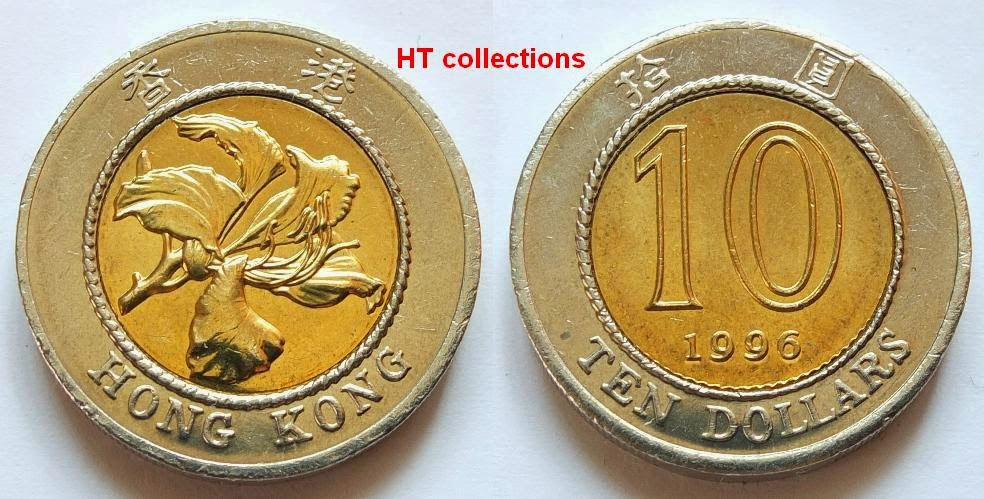 HT collections
香 港
HONG KONG
拾 圓
10
1996
TEN DOLLARS